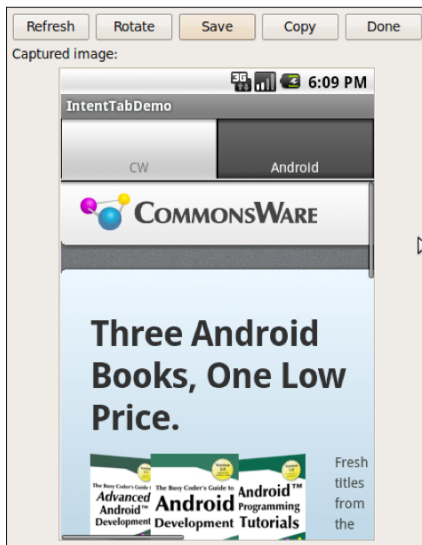 Refresh Rotate Save Copy Done
Captured image:
3G 6:09 PM
IntentTabDemo
CW Android
COMMONSWARE
Three Android
Books, One Low
Price.
Fresh
titles
from
the
The Busy Coder's Guide to
Advanced
Android™
Development
The Busy Coder's Guide to
Android
Development
Android™
Programming
Tutorials